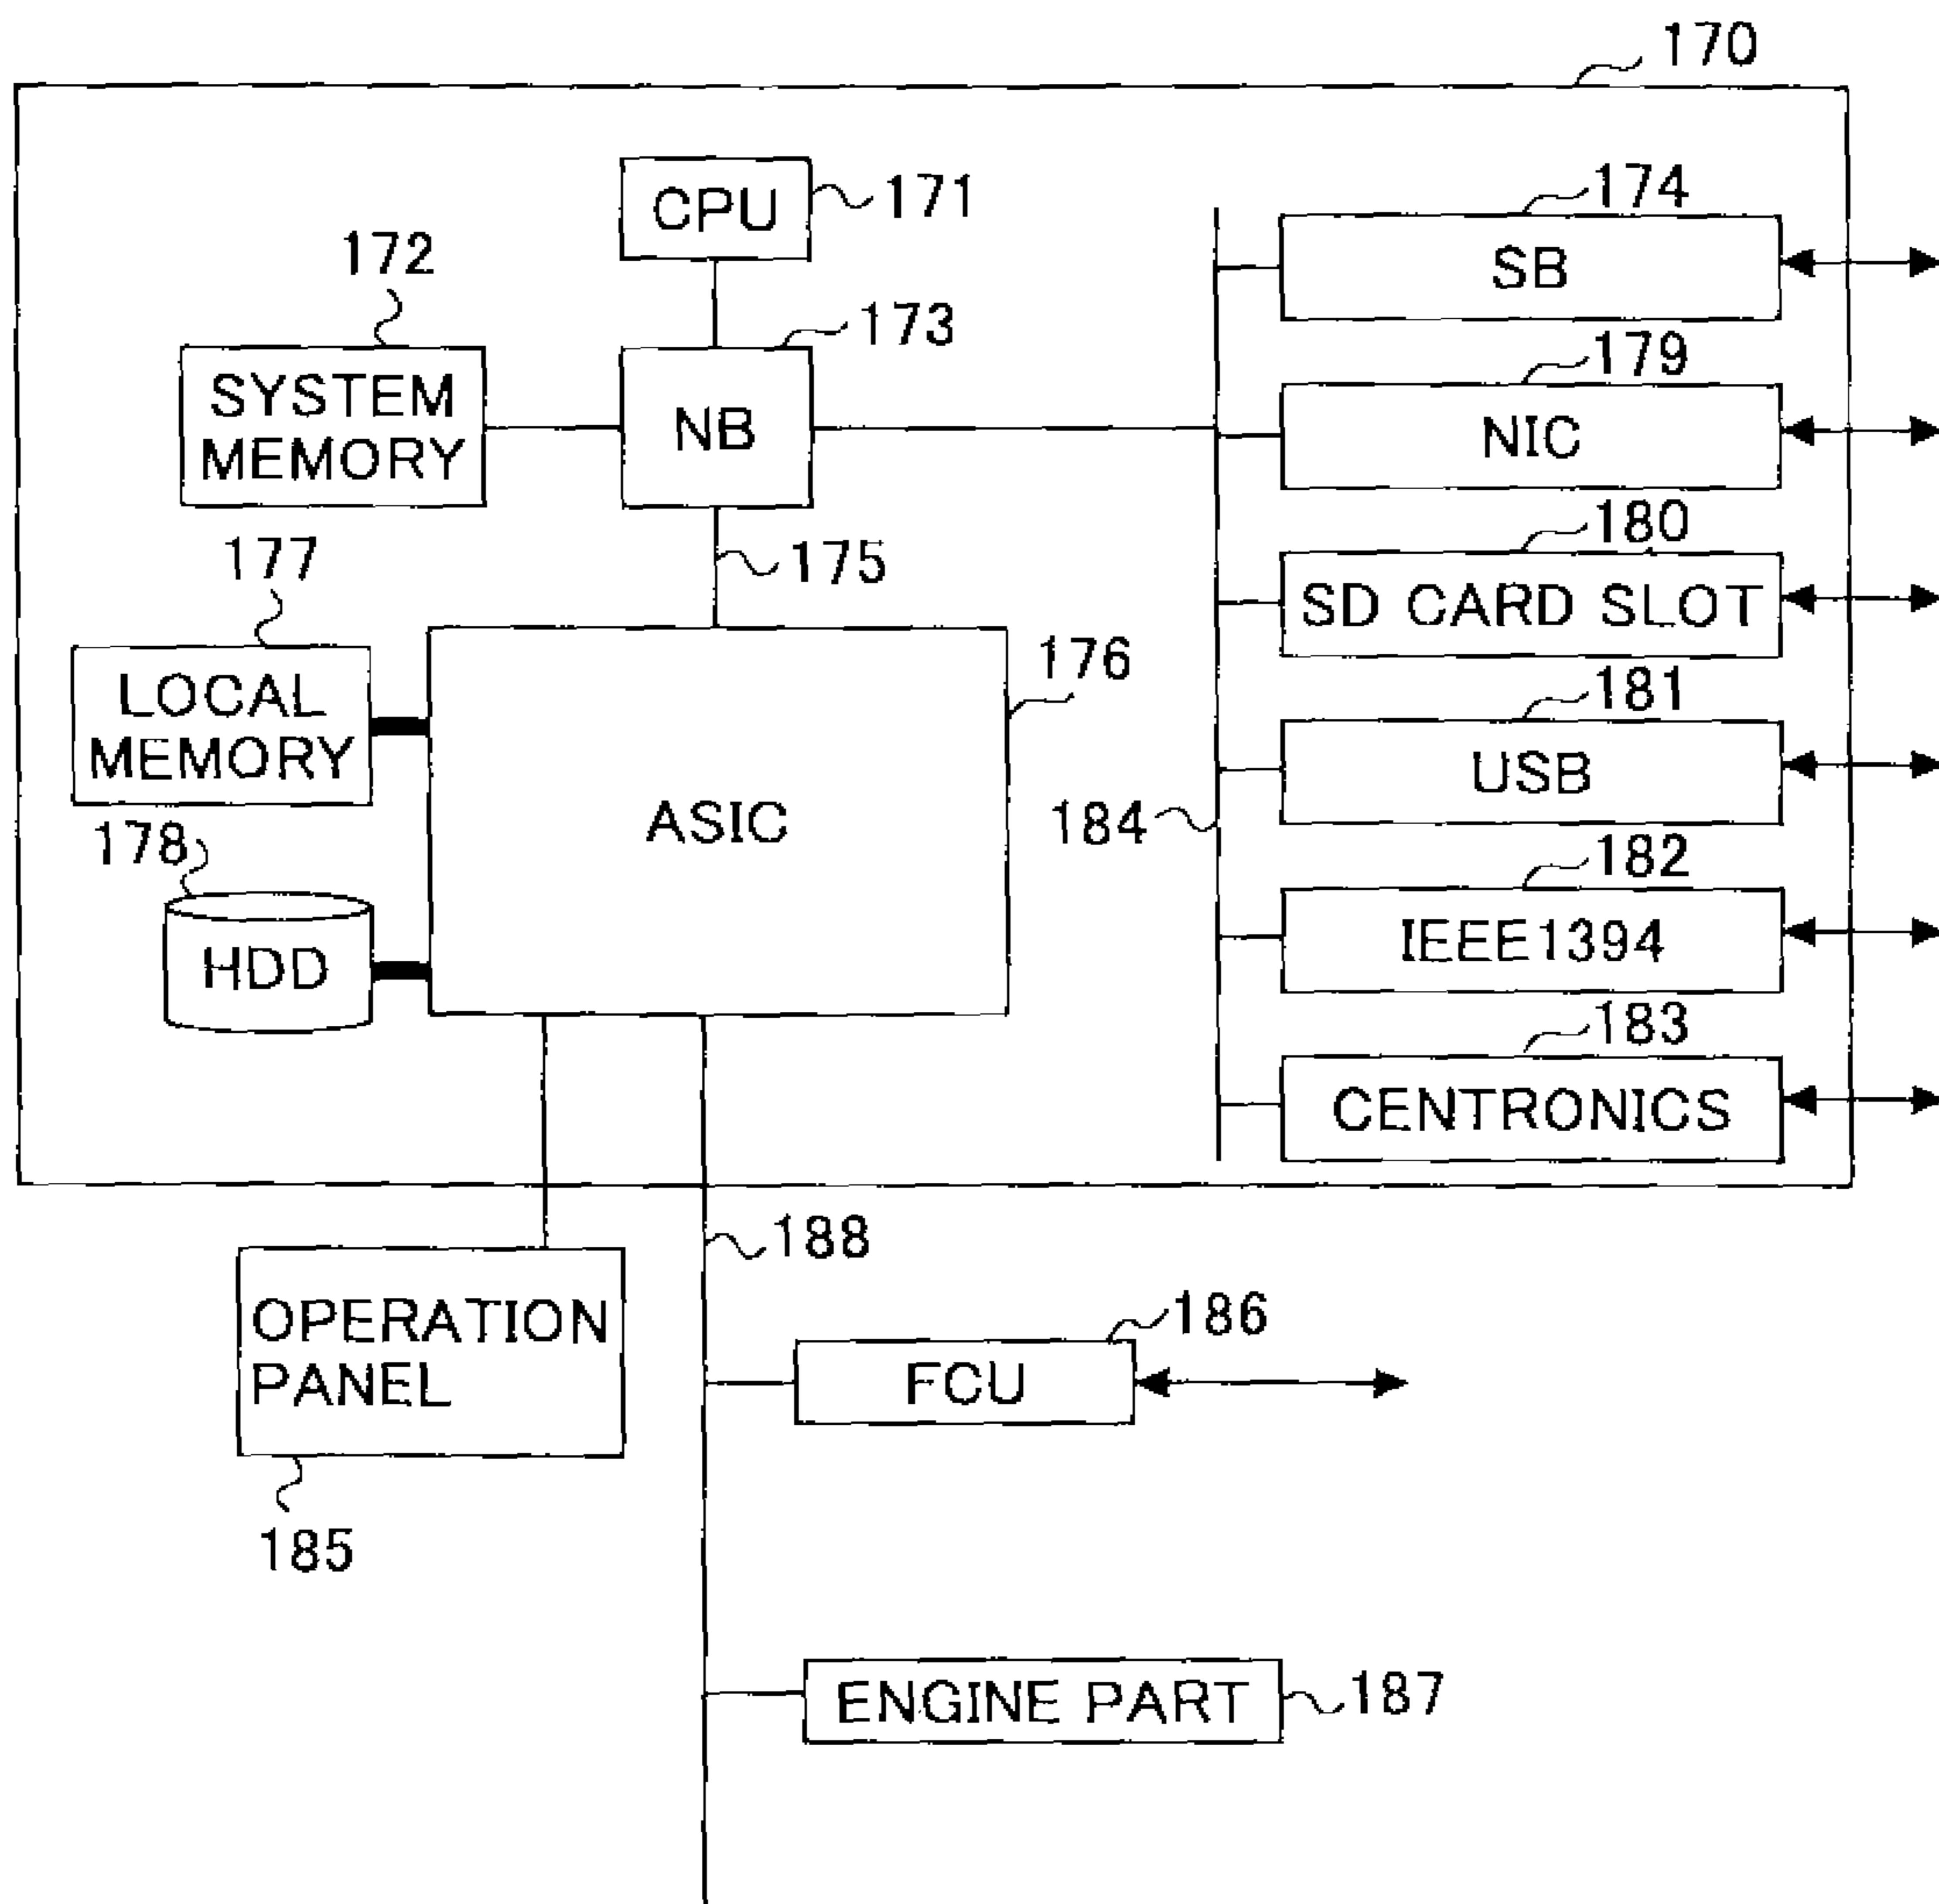 170
CPU
171
174
SB
172
SYSTEM
MEMORY
173
NB
179
NIC
175
180
SD CARD SLOT
177
LOCAL
MEMORY
176
ASIC
181
USB
184
178
HDD
182
IEEE1394
183
CENTRONICS
188
OPERATION
PANEL
185
186
FCU
ENGINE PART
187